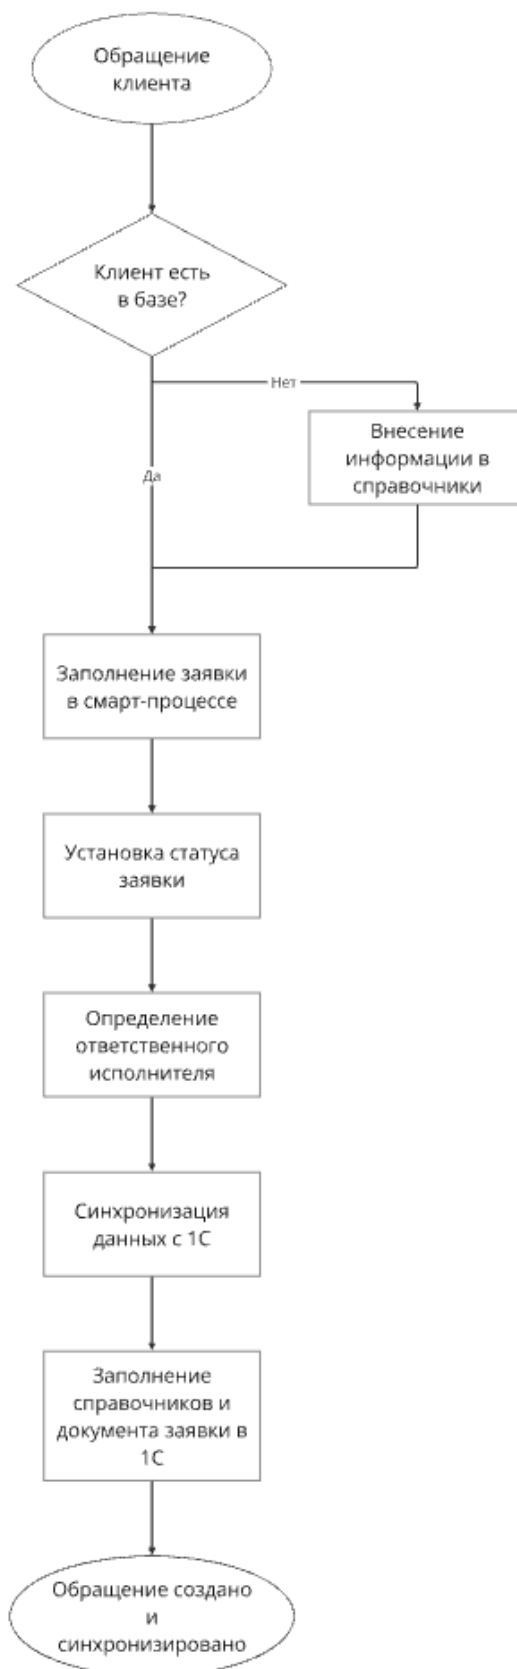 Обращение
клиента
Клиент есть
в базе?
Нет
Внесение
информации в
справочники
Да
Заполнение заявки
в смарт-процессе
Установка статуса
заявки
Определение
ответственного
исполнителя
Синхронизация
данных с 1С
Заполнение
справочников и
документа заявки в
1С
Обращение создано
и
синхронизировано